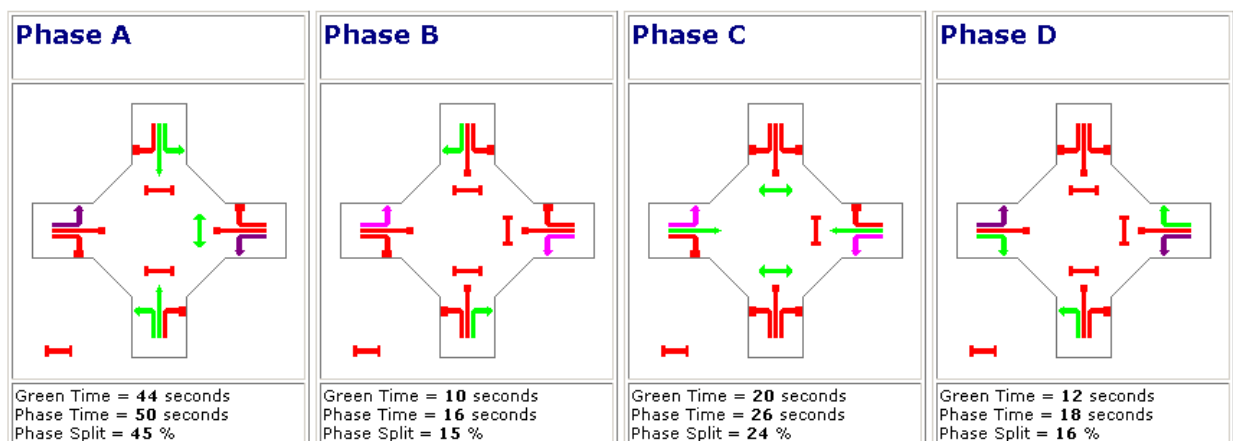 Phase A
Phase B
Phase C
Phase D
Green Time = 44 seconds
Phase Time = 50 seconds
Phase Split = 45 %
Green Time = 10 seconds
Phase Time = 16 seconds
Phase Split = 15 %
Green Time = 20 seconds
Phase Time = 26 seconds
Phase Split = 24 %
Green Time = 12 seconds
Phase Time = 18 seconds
Phase Split = 16 %